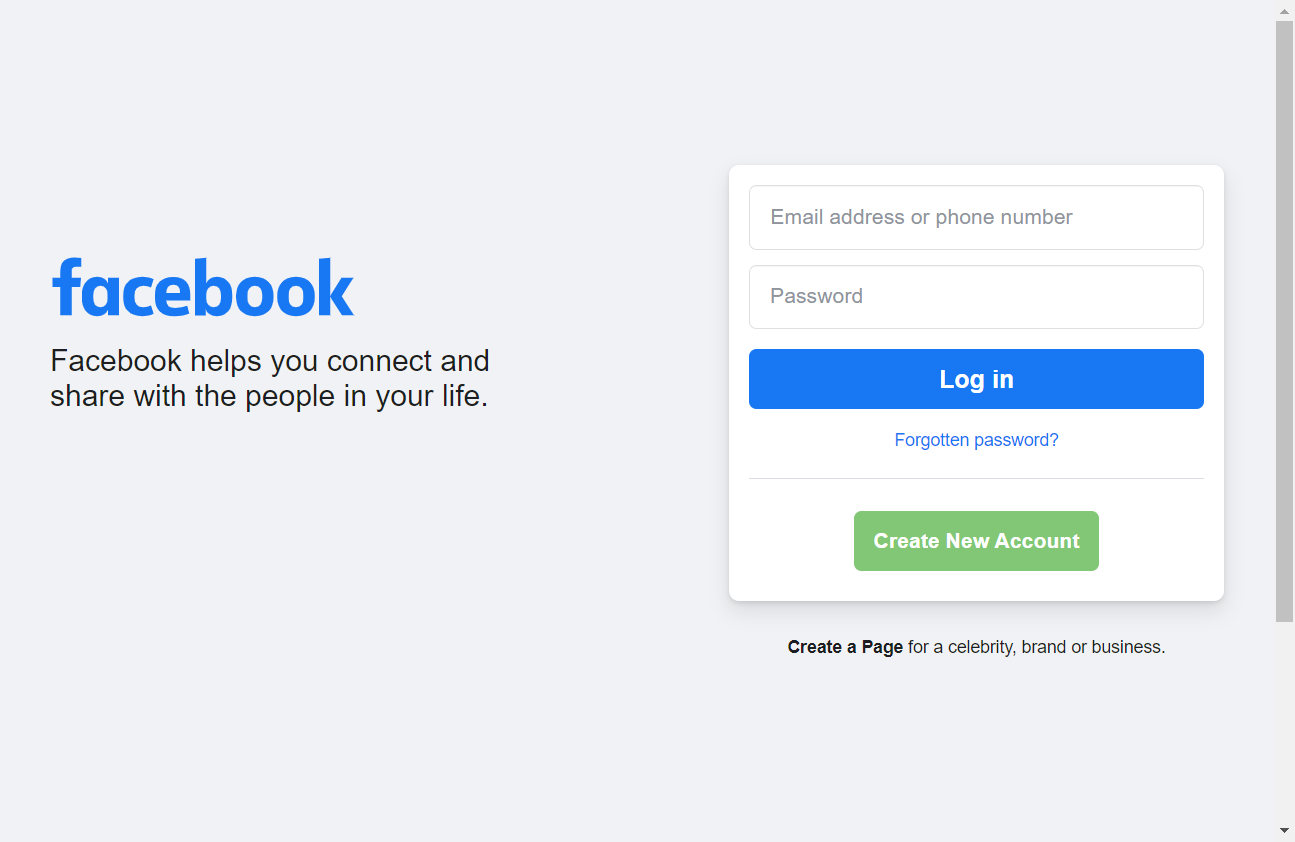 facebook
Facebook helps you connect and
share with the people in your life.
Email address or phone number
Password
Log in
Forgotten password?
Create New Account
Create a Page for a celebrity, brand or business.